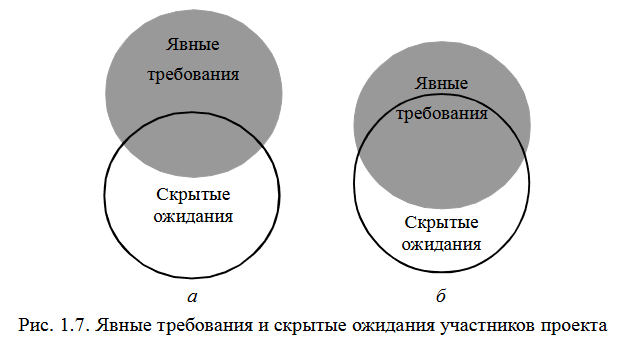 Явные
требования
Скрытые
ожидания
а
Явные
требования
Скрытые
ожидания
б
Рис. 1.7. Явные требования и скрытые ожидания участников проекта